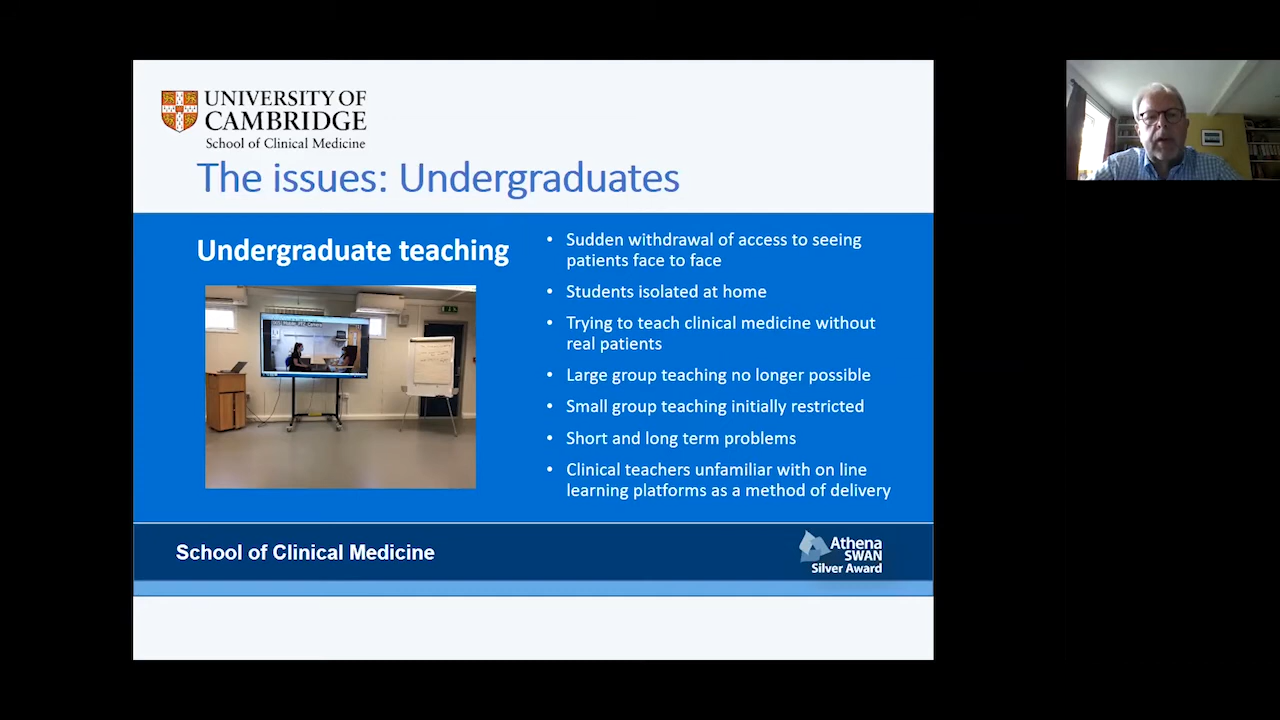 UNIVERSITY OF
CAMBRIDGE
School of Clinical Medicine
The issues: Undergraduates
Undergraduate teaching
• Sudden withdrawal of access to seeing
patients face to face
• Students isolated at home
• Trying to teach clinical medicine without
real patients
• Large group teaching no longer possible
• Small group teaching initially restricted
• Short and long term problems
• Clinical teachers unfamiliar with on line
learning platforms as a method of delivery
School of Clinical Medicine
Athena
SWAN
Silver Award